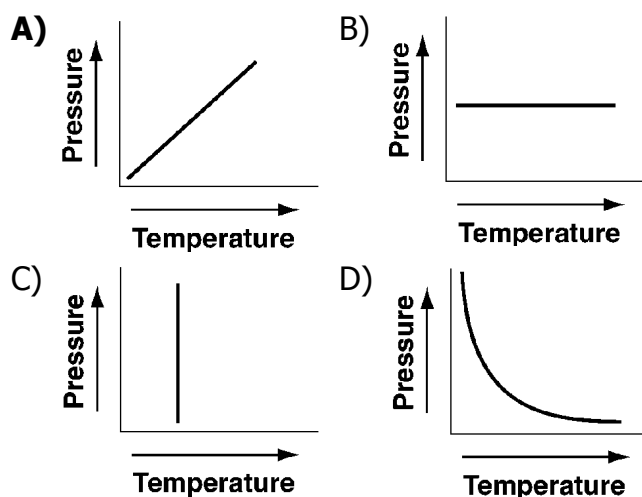 A)
Pressure
Temperature
B)
Pressure
Temperature
C)
Pressure
Temperature
D)
Pressure
Temperature